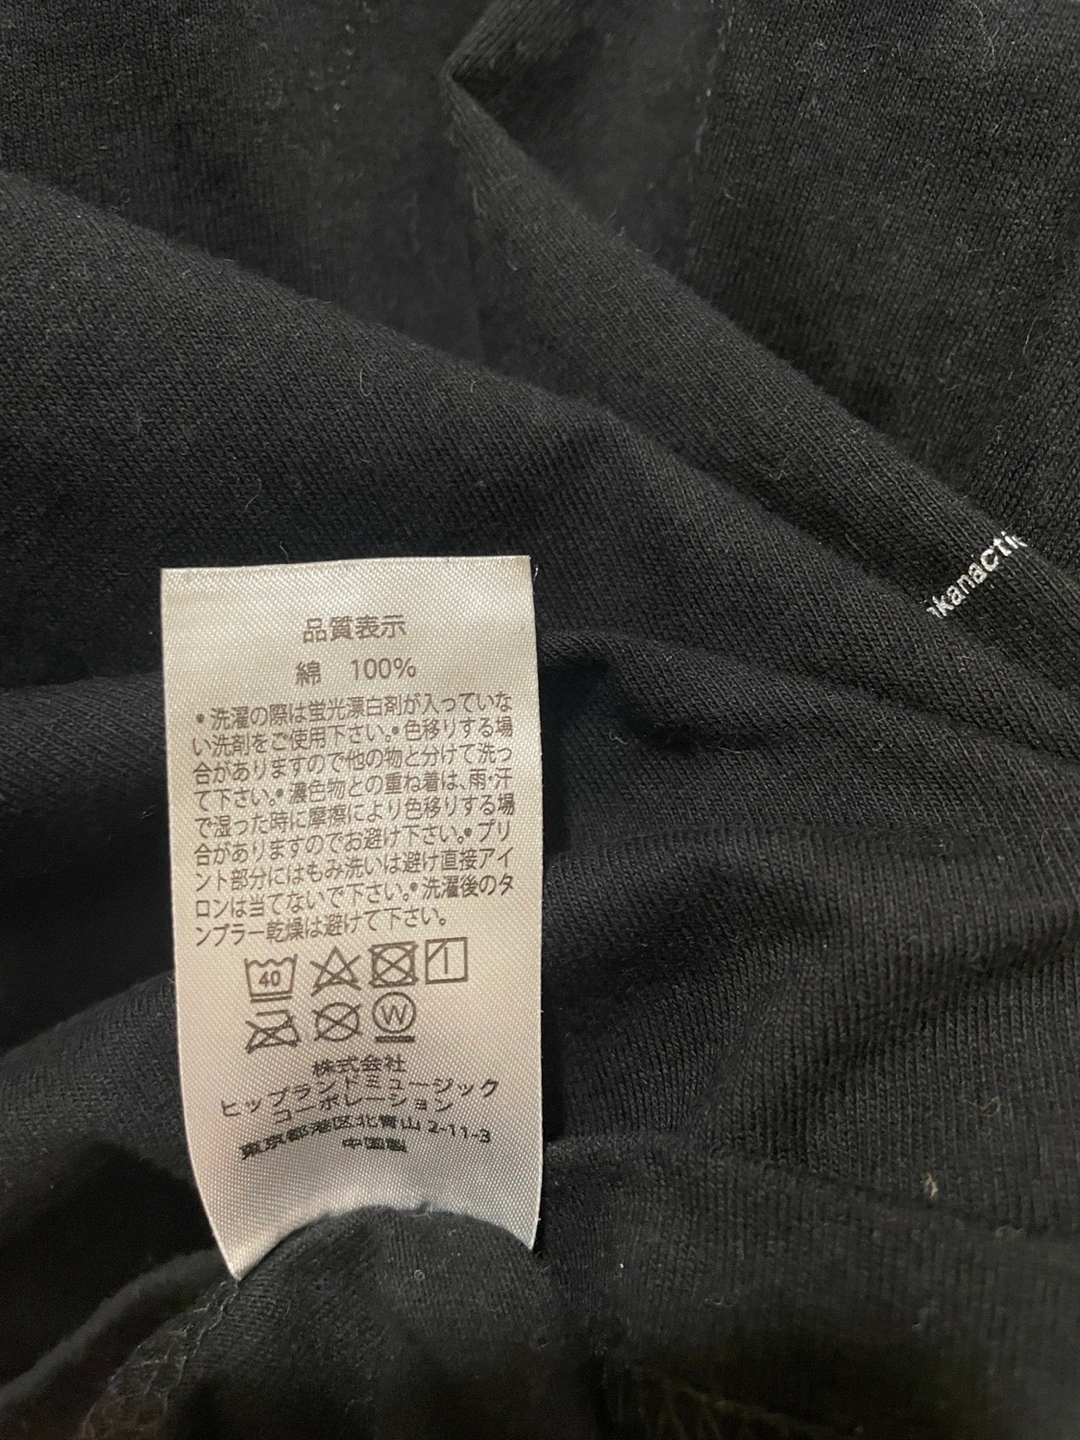 akanactio
品質表示
綿 100%
•洗濯の際は蛍光漂白剤が入っていな
い洗剤をご使用下さい。•色移りする場
合がありますので他の物と分けて洗っ
て下さい。•濃色物との重ね着は、雨・汗
で湿った時に摩擦により色移りする場
合がありますのでお避け下さい。•プリ
ント部分にはもみ洗いは避け直接アイ
ロンは当てないで下さい。•洗濯後のタ
ンブラー乾燥は避けて下さい。
40
W
株式会社
ヒップランドミュージック
コーポレーション
東京都港区北青山 2-11-3
中国製